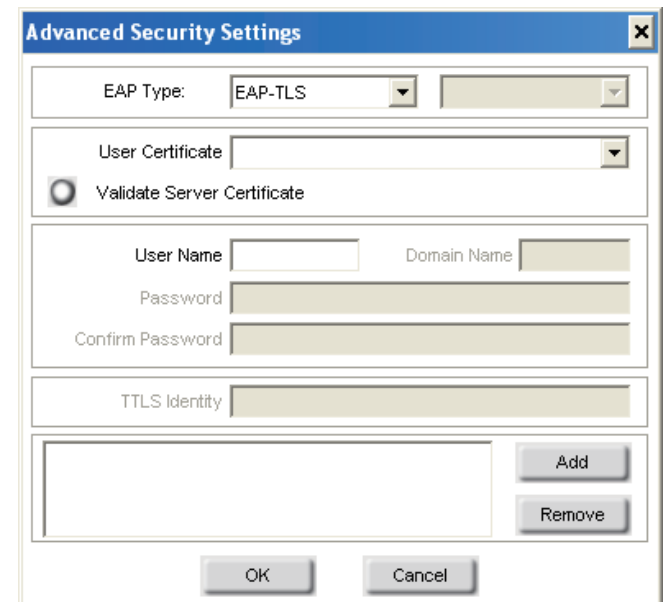 Advanced Security Settings
EAP Type: EAP-TLS
User Certificate
Validate Server Certificate
User Name Domain Name
Password
Confirm Password
TTLS Identity
Add
Remove
OK Cancel